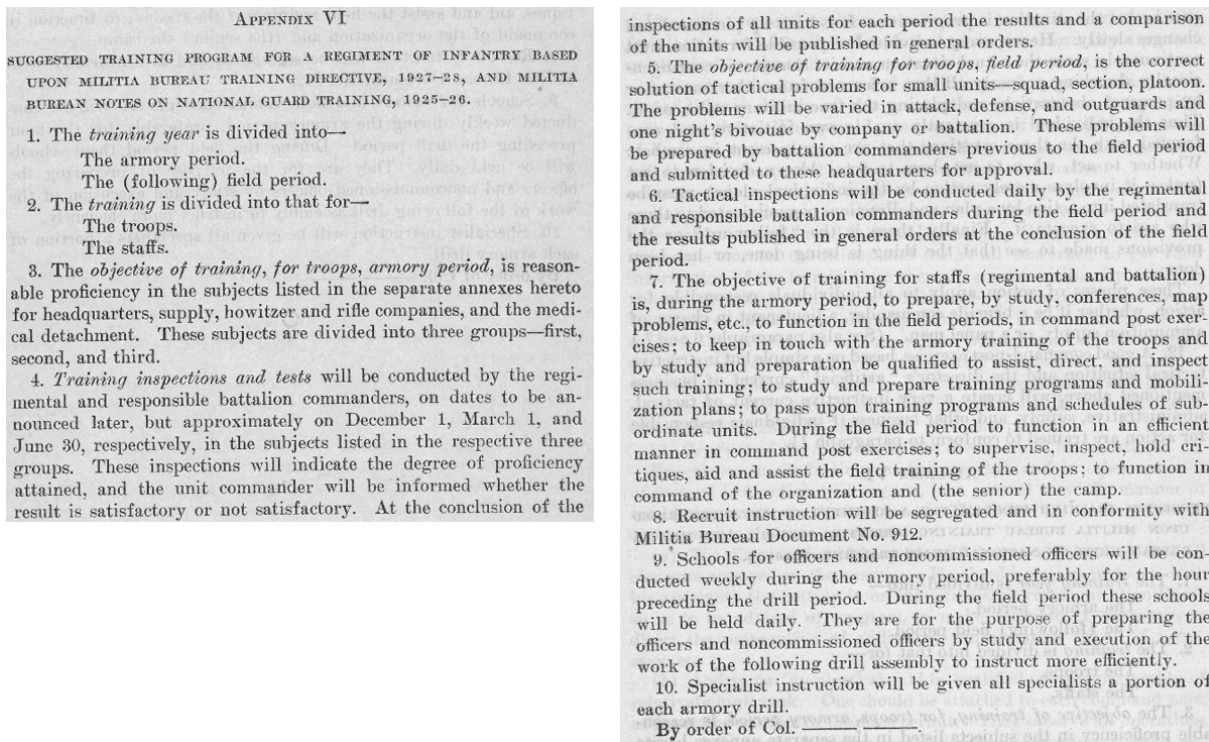 APPENDIX VI
SUGGESTED TRAINING PROGRAM FOR A REGIMENT OF INFANTRY BASED
UPON MILITIA BUREAU TRAINING DIRECTIVE, 1927–28, AND MILITIA
BUREAN NOTES ON NATIONAL GUARD TRAINING, 1925–26.
1. The training year is divided into—
The armory period.
The (following) field period.
2. The training is divided into that for—
The troops.
The staffs.
3. The objective of training, for troops, armory period, is reason-
able proficiency in the subjects listed in the separate annexes hereto
for headquarters, supply, howitzer and rifle companies, and the medi-
cal detachment. These subjects are divided into three groups—first,
second, and third.
4. Training inspections and tests will be conducted by the regi-
mental and responsible battalion commanders, on dates to be an-
nounced later, but approximately on December 1, March 1, and
June 30, respectively, in the subjects listed in the respective three
groups. These inspections will indicate the degree of proficiency
attained, and the unit commander will be informed whether the
result is satisfactory or not satisfactory. At the conclusion of the
inspections of all units for each period the results and a comparison
of the units will be published in general orders.
5. The objective of training for troops, field period, is the correct
solution of tactical problems for small units—squad, section, platoon.
The problems will be varied in attack, defense, and outguards and
one night's bivouac by company or battalion. These problems will
be prepared by battalion commanders previous to the field period
and submitted to these headquarters for approval.
6. Tactical inspections will be conducted daily by the regimental
and responsible battalion commanders during the field period and
the results published in general orders at the conclusion of the field
period.
7. The objective of training for staffs (regimental and battalion)
is, during the armory period, to prepare, by study, conferences, map
problems, etc., to function in the field periods, in command post exer-
cises; to keep in touch with the armory training of the troops and
by study and preparation be qualified to assist, direct, and inspect
such training; to study and prepare training programs and mobili-
zation plans; to pass upon training programs and schedules of sub-
ordinate units. During the field period to function in an efficient
manner in command post exercises; to supervise, inspect, hold cri-
tiques, aid and assist the field training of the troops; to function in
command of the organization and (the senior) the camp.
8. Recruit instruction will be segregated and in conformity with
Militia Bureau Document No. 912.
9. Schools for officers and noncommissioned officers will be con-
ducted weekly during the armory period, preferably for the hour
preceding the drill period. During the field period these schools
will be held daily. They are for the purpose of preparing the
officers and noncommissioned officers by study and execution of the
work of the following drill assembly to instruct more efficiently.
10. Specialist instruction will be given all specialists a portion of
each armory drill.
By order of Col. ——— ———.